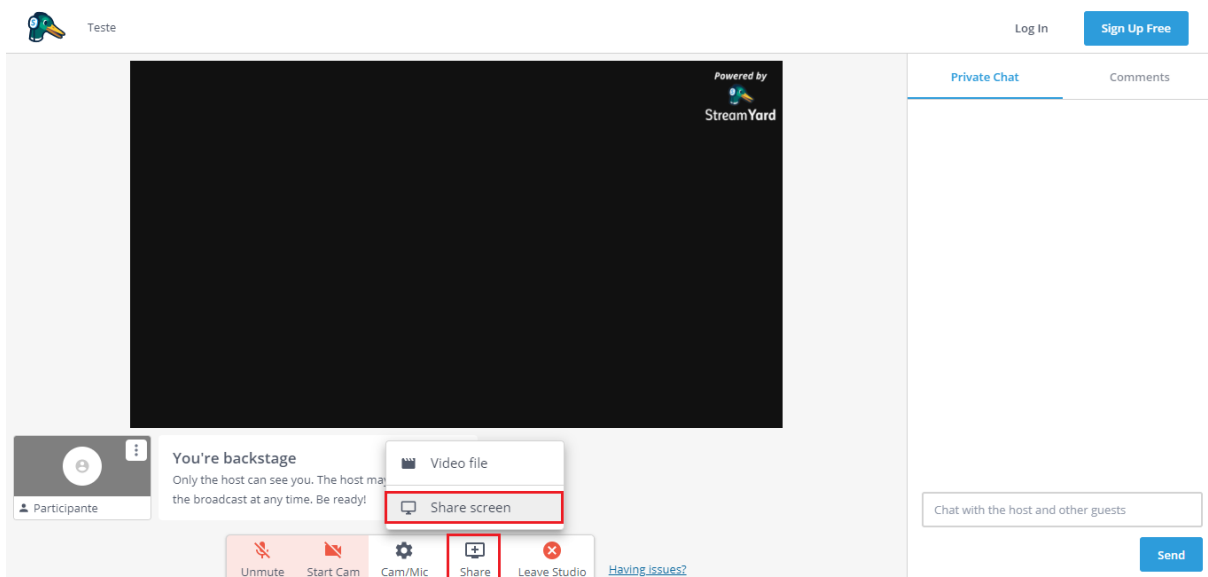 Teste
Log In
Sign Up Free
Powered by
StreamYard
Private Chat
Comments
You're backstage
Only the host can see you. The host may
the broadcast at any time. Be ready!
Participante
Video file
Share screen
Unmute
Start Cam
Cam/Mic
Share
Leave Studio
Having issues?
Chat with the host and other guests
Send